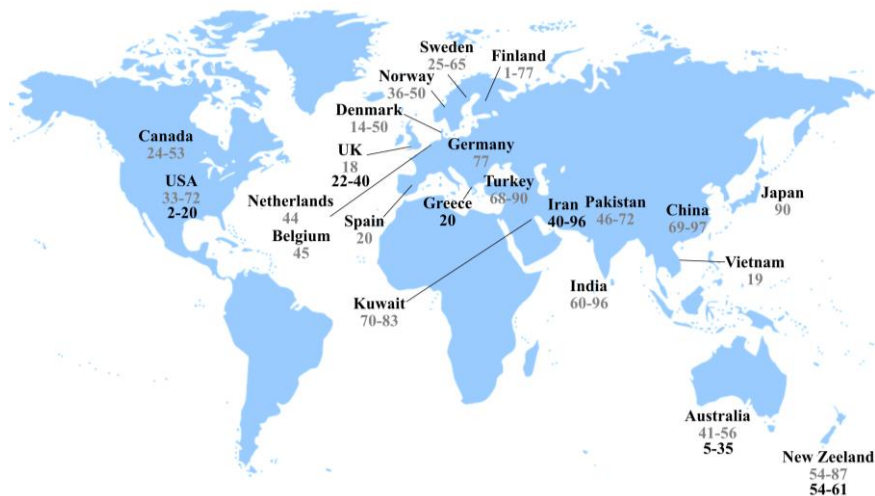 Sweden
25-65
Finland
1-77
Norway
36-50
Denmark
14-50
Canada
24-53
UK
18
22-40
Germany
77
USA
33-72
2-20
Netherlands
44
Belgium
45
Spain
20
Greece
20
Turkey
68-90
Iran
40-96
Pakistan
46-72
China
69-97
Japan
90
Vietnam
19
India
60-96
Kuwait
70-83
Australia
41-56
5-35
New Zeeland
54-87
54-61